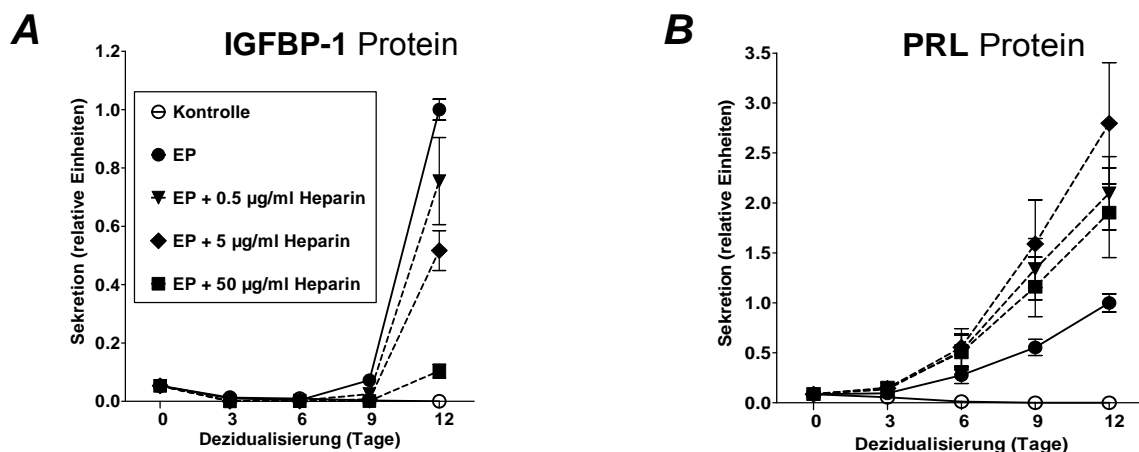 A
IGFBP-1 Protein
1.2
1.0
0.8
0.6
0.4
0.2
0.0
Sekretion (relative Einheiten)
Kontrolle
EP
EP + 0.5 µg/ml Heparin
EP + 5 µg/ml Heparin
EP + 50 µg/ml Heparin
0 3 6 9 12
Dezidualisierung (Tage)
B
PRL Protein
3.5
3.0
2.5
2.0
1.5
1.0
0.5
0.0
Sekretion (relative Einheiten)
0 3 6 9 12
Dezidualisierung (Tage)